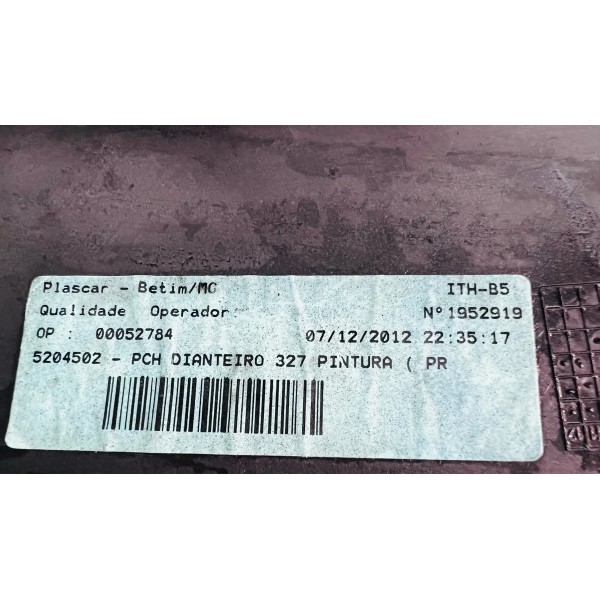 Plascar - Betim/MG ITH-B5
Qualidade Operador: Nº1952919
OP : 00052784 07/12/2012 22:35:17
5204502 - PCH DIANTEIRO 327 PINTURA ( PR